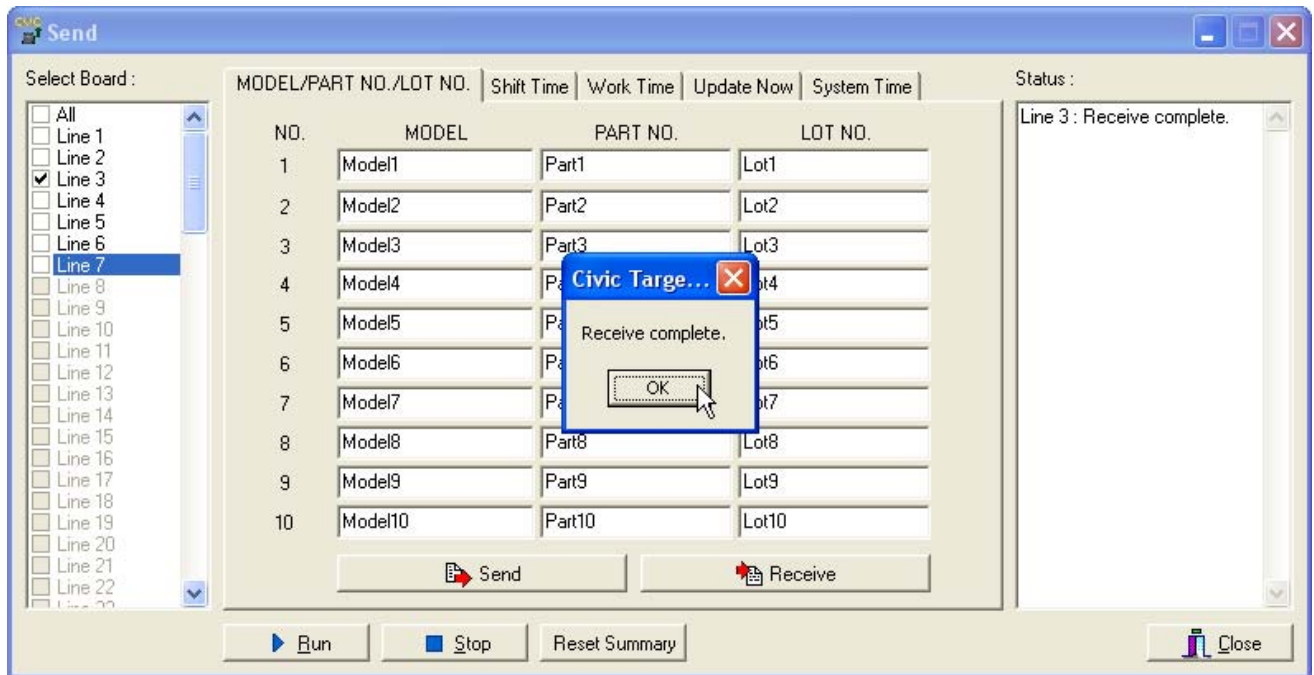 CVC
Send
Select Board :
All
Line 1
Line 2
Line 3
Line 4
Line 5
Line 6
Line 7
Line 8
Line 9
Line 10
Line 11
Line 12
Line 13
Line 14
Line 15
Line 16
Line 17
Line 18
Line 19
Line 20
Line 21
Line 22
MODEL/PART NO./LOT NO. Shift Time Work Time Update Now System Time
NO. MODEL PART NO. LOT NO.
1 Model1 Part1 Lot1
2 Model2 Part2 Lot2
3 Model3 Part3 Lot3
4 Model4
5 Model5
6 Model6
7 Model7
8 Model8 Part8 Lot8
9 Model9 Part9 Lot9
10 Model10 Part10 Lot10
Send Receive
Civic Targe...
Receive complete.
OK
Status :
Line 3 : Receive complete.
Run Stop Reset Summary Close